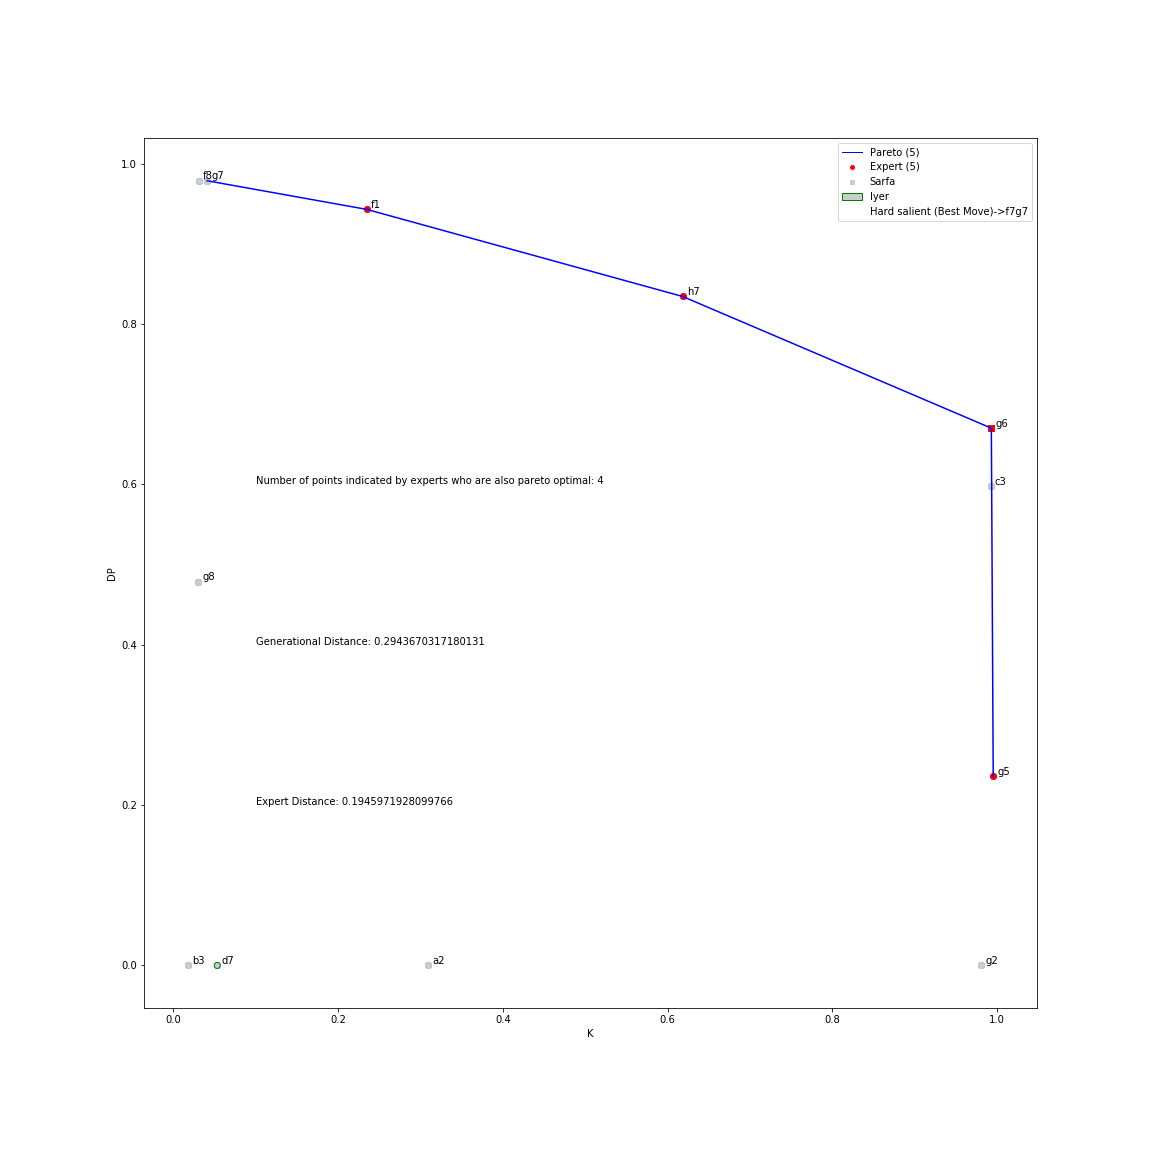 Pareto (5)
Expert (5)
Sarfa
Iyer
Hard salient (Best Move)->f7g7
1.0
0.8
0.6
0.4
0.2
0.0
DP
f8g7
f1
h7
g6
Number of points indicated by experts who are also pareto optimal: 4
c3
g8
Generational Distance: 0.2943670317180131
g5
Expert Distance: 0.1945971928099766
b3
d7
a2
g2
0.0
0.2
0.4
0.6
0.8
1.0
K